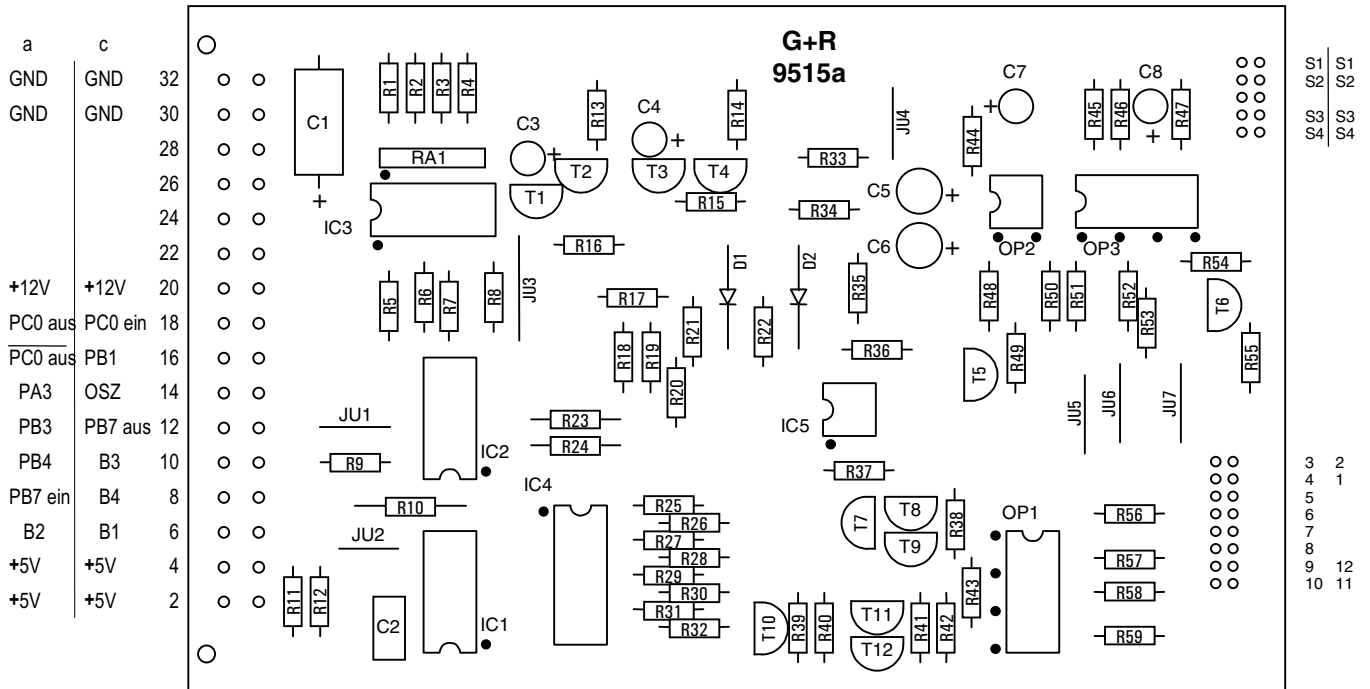 G+R
9515a
a c
GND GND 32
GND GND 30
28
26
24
22
+12V +12V 20
PC0 aus PC0 ein 18
PC0 aus PB1 16
PA3 OSZ 14
PB3 PB7 aus 12
PB4 B3 10
PB7 ein B4 8
B2 B1 6
+5V +5V 4
+5V +5V 2
C1
R1 R2 R3 R4
RA1
IC3
C3
R13
C4
R14
T1
T2
T3
T4
R15
R16
JU3
R5 R6 R7 R8
R17
R18 R19 R20 R21 R22
D1 D2
R33
R34
R35
R36
JU4
C5
C6
R44
C7
R45 R46 C8 R47
OP2 OP3
R54
R48 R50 R51 R52 R53
T6
R49
T5
R55
JU5 JU6 JU7
JU1
R9
IC2
R23
R24
IC5
R37
R10
JU2
IC4
R25
R26
R27
R28
R29
R30
R31
R32
T7 T8 R38
T9
OP1
R43
R56
R57
R58
R59
R11 R12
C2
IC1
T10 R39 R40
T11
T12
R41 R42
S1 S1
S2 S2
S3 S3
S4 S4
3 2
4 1
5
6
7
8
9 12
10 11